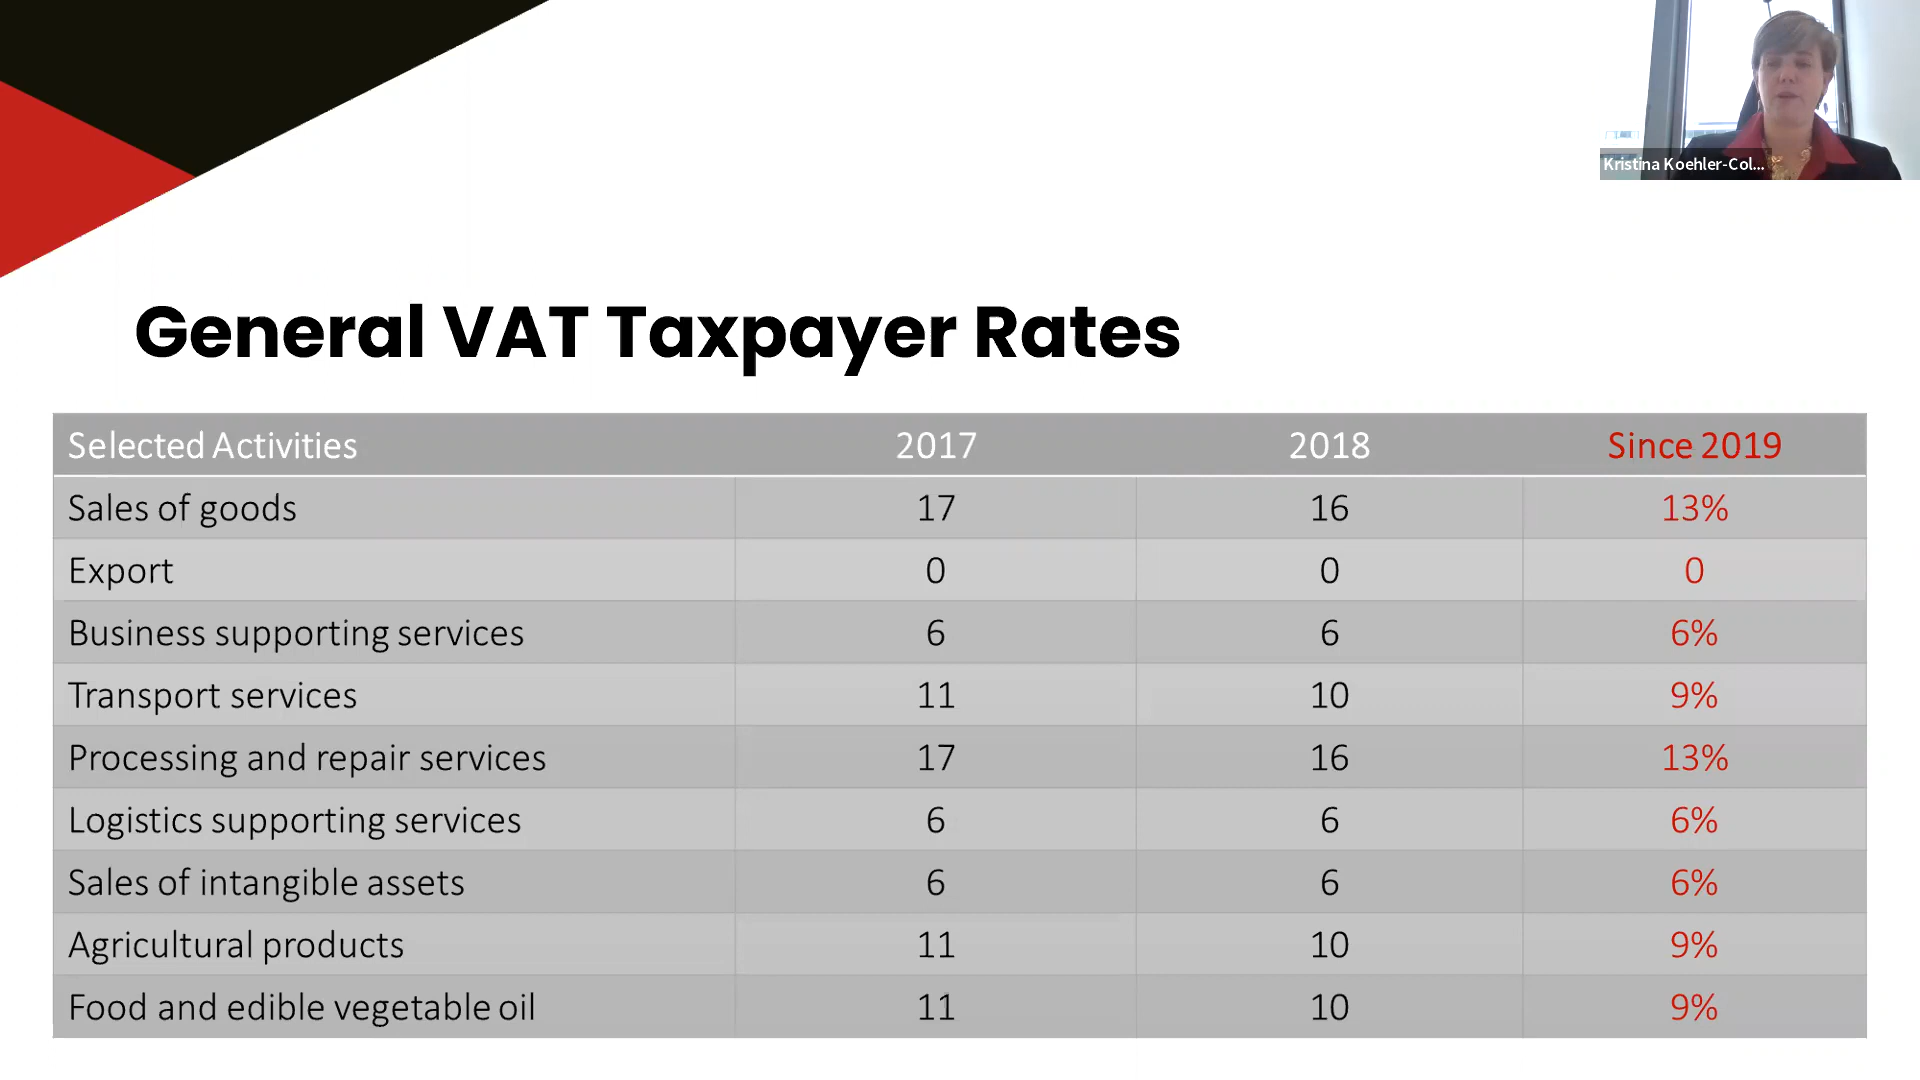 Kristina Koehler-Col...
General VAT Taxpayer Rates
Selected Activities 2017 2018 Since 2019
Sales of goods 17 16 13%
Export 0 0 0
Business supporting services 6 6 6%
Transport services 11 10 9%
Processing and repair services 17 16 13%
Logistics supporting services 6 6 6%
Sales of intangible assets 6 6 6%
Agricultural products 11 10 9%
Food and edible vegetable oil 11 10 9%